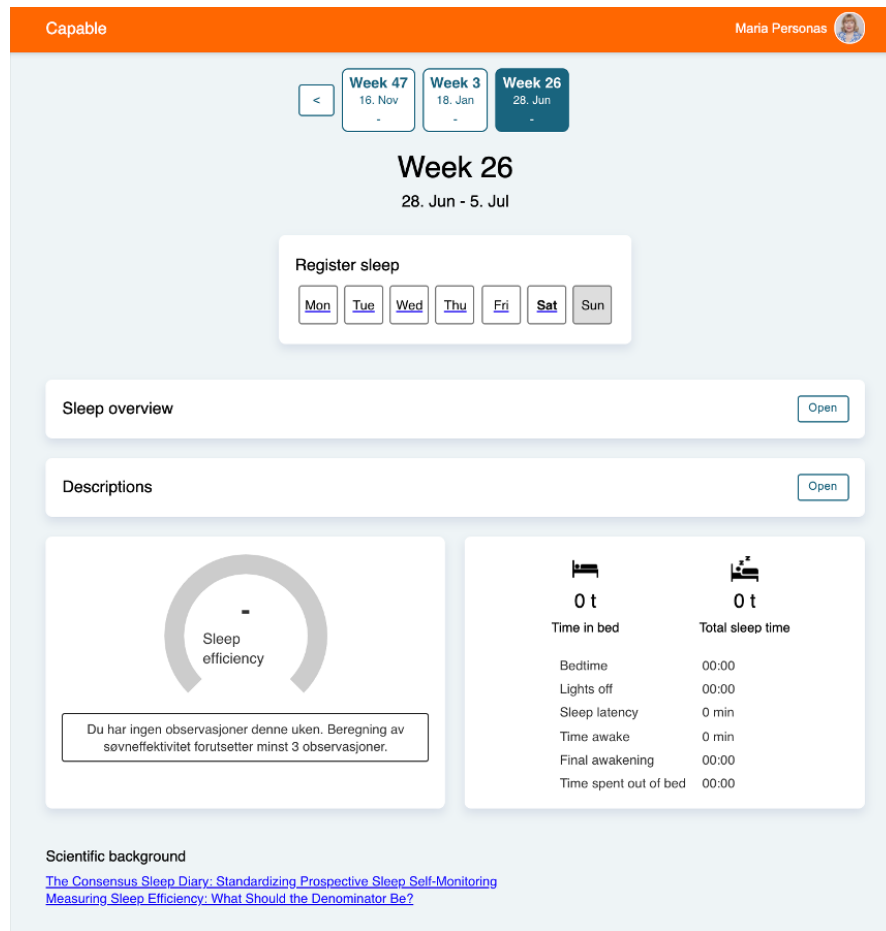 Capable
Maria Personas
<
Week 47
16. Nov
-
Week 3
18. Jan
-
Week 26
28. Jun
-
Week 26
28. Jun - 5. Jul
Register sleep
Mon Tue Wed Thu Fri Sat Sun
Sleep overview
Open
Descriptions
Open
-
Sleep
efficiency
Du har ingen observasjoner denne uken. Beregning av
søvneffektivitet forutsetter minst 3 observasjoner.
0 t
Time in bed
0 t
Total sleep time
Bedtime 00:00
Lights off 00:00
Sleep latency 0 min
Time awake 0 min
Final awakening 00:00
Time spent out of bed 00:00
Scientific background
The Consensus Sleep Diary: Standardizing Prospective Sleep Self-Monitoring
Measuring Sleep Efficiency: What Should the Denominator Be?